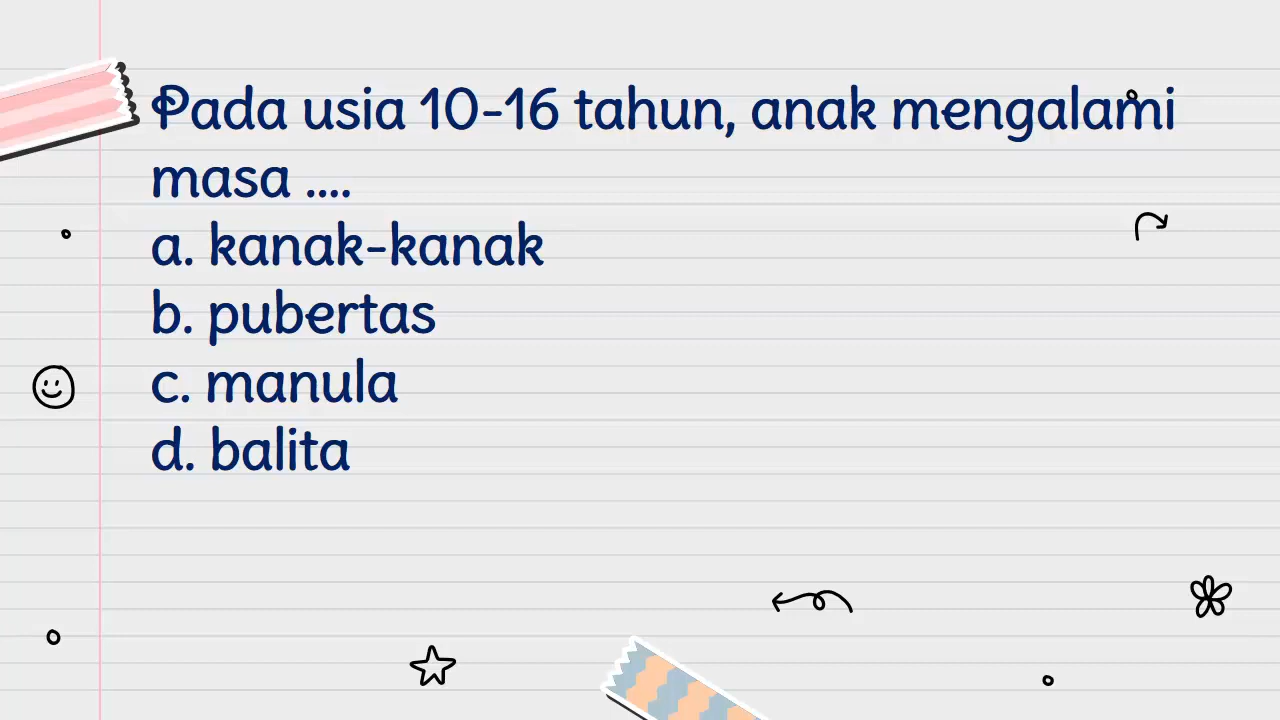 Pada usia 10-16 tahun, anak mengalami
masa ....
a. kanak-kanak
b. pubertas
c. manula
d. balita